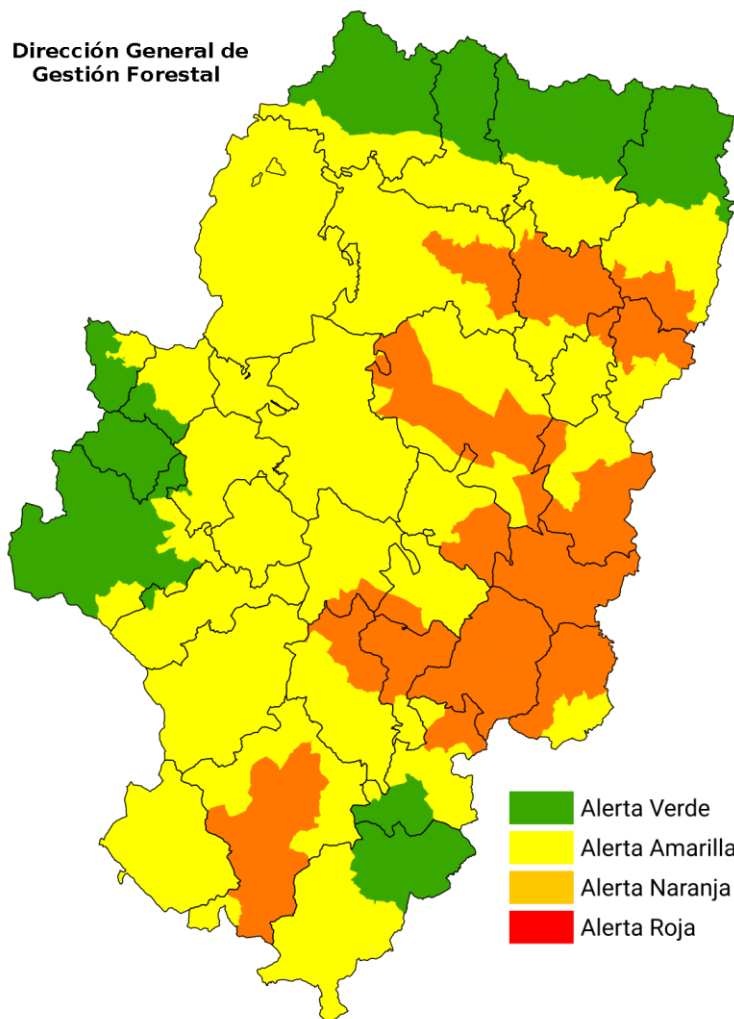 Dirección General de
Gestión Forestal
Alerta Verde
Alerta Amarilla
Alerta Naranja
Alerta Roja